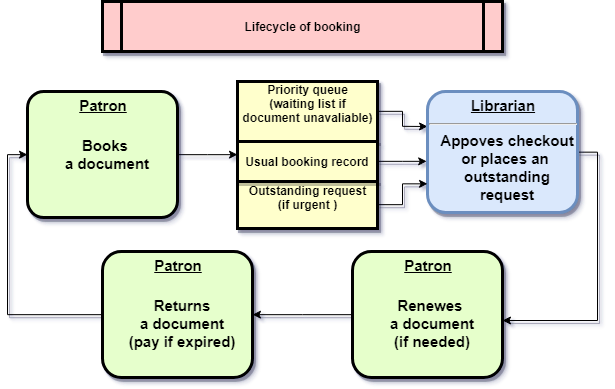 Lifecycle of booking
Patron
Books
a document
Priority queue
(waiting list if
document unavaliable)
Usual booking record
Outstanding request
(if urgent )
Librarian
Appoves checkout
or places an
outstanding
request
Patron
Returns
a document
(pay if expired)
Patron
Renewes
a document
(if needed)